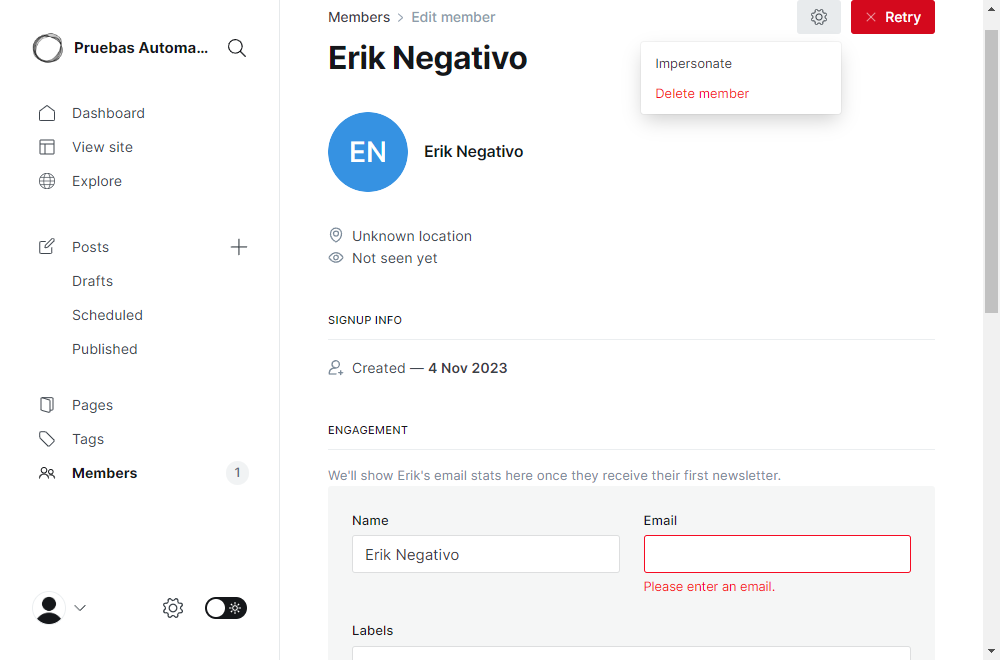 Pruebas Automa...
Dashboard
View site
Explore
Posts
Drafts
Scheduled
Published
Pages
Tags
Members 1
Members > Edit member
Retry
Erik Negativo
Impersonate
Delete member
EN
Erik Negativo
Unknown location
Not seen yet
SIGNUP INFO
Created — 4 Nov 2023
ENGAGEMENT
We'll show Erik's email stats here once they receive their first newsletter.
Name
Erik Negativo
Email
Please enter an email.
Labels